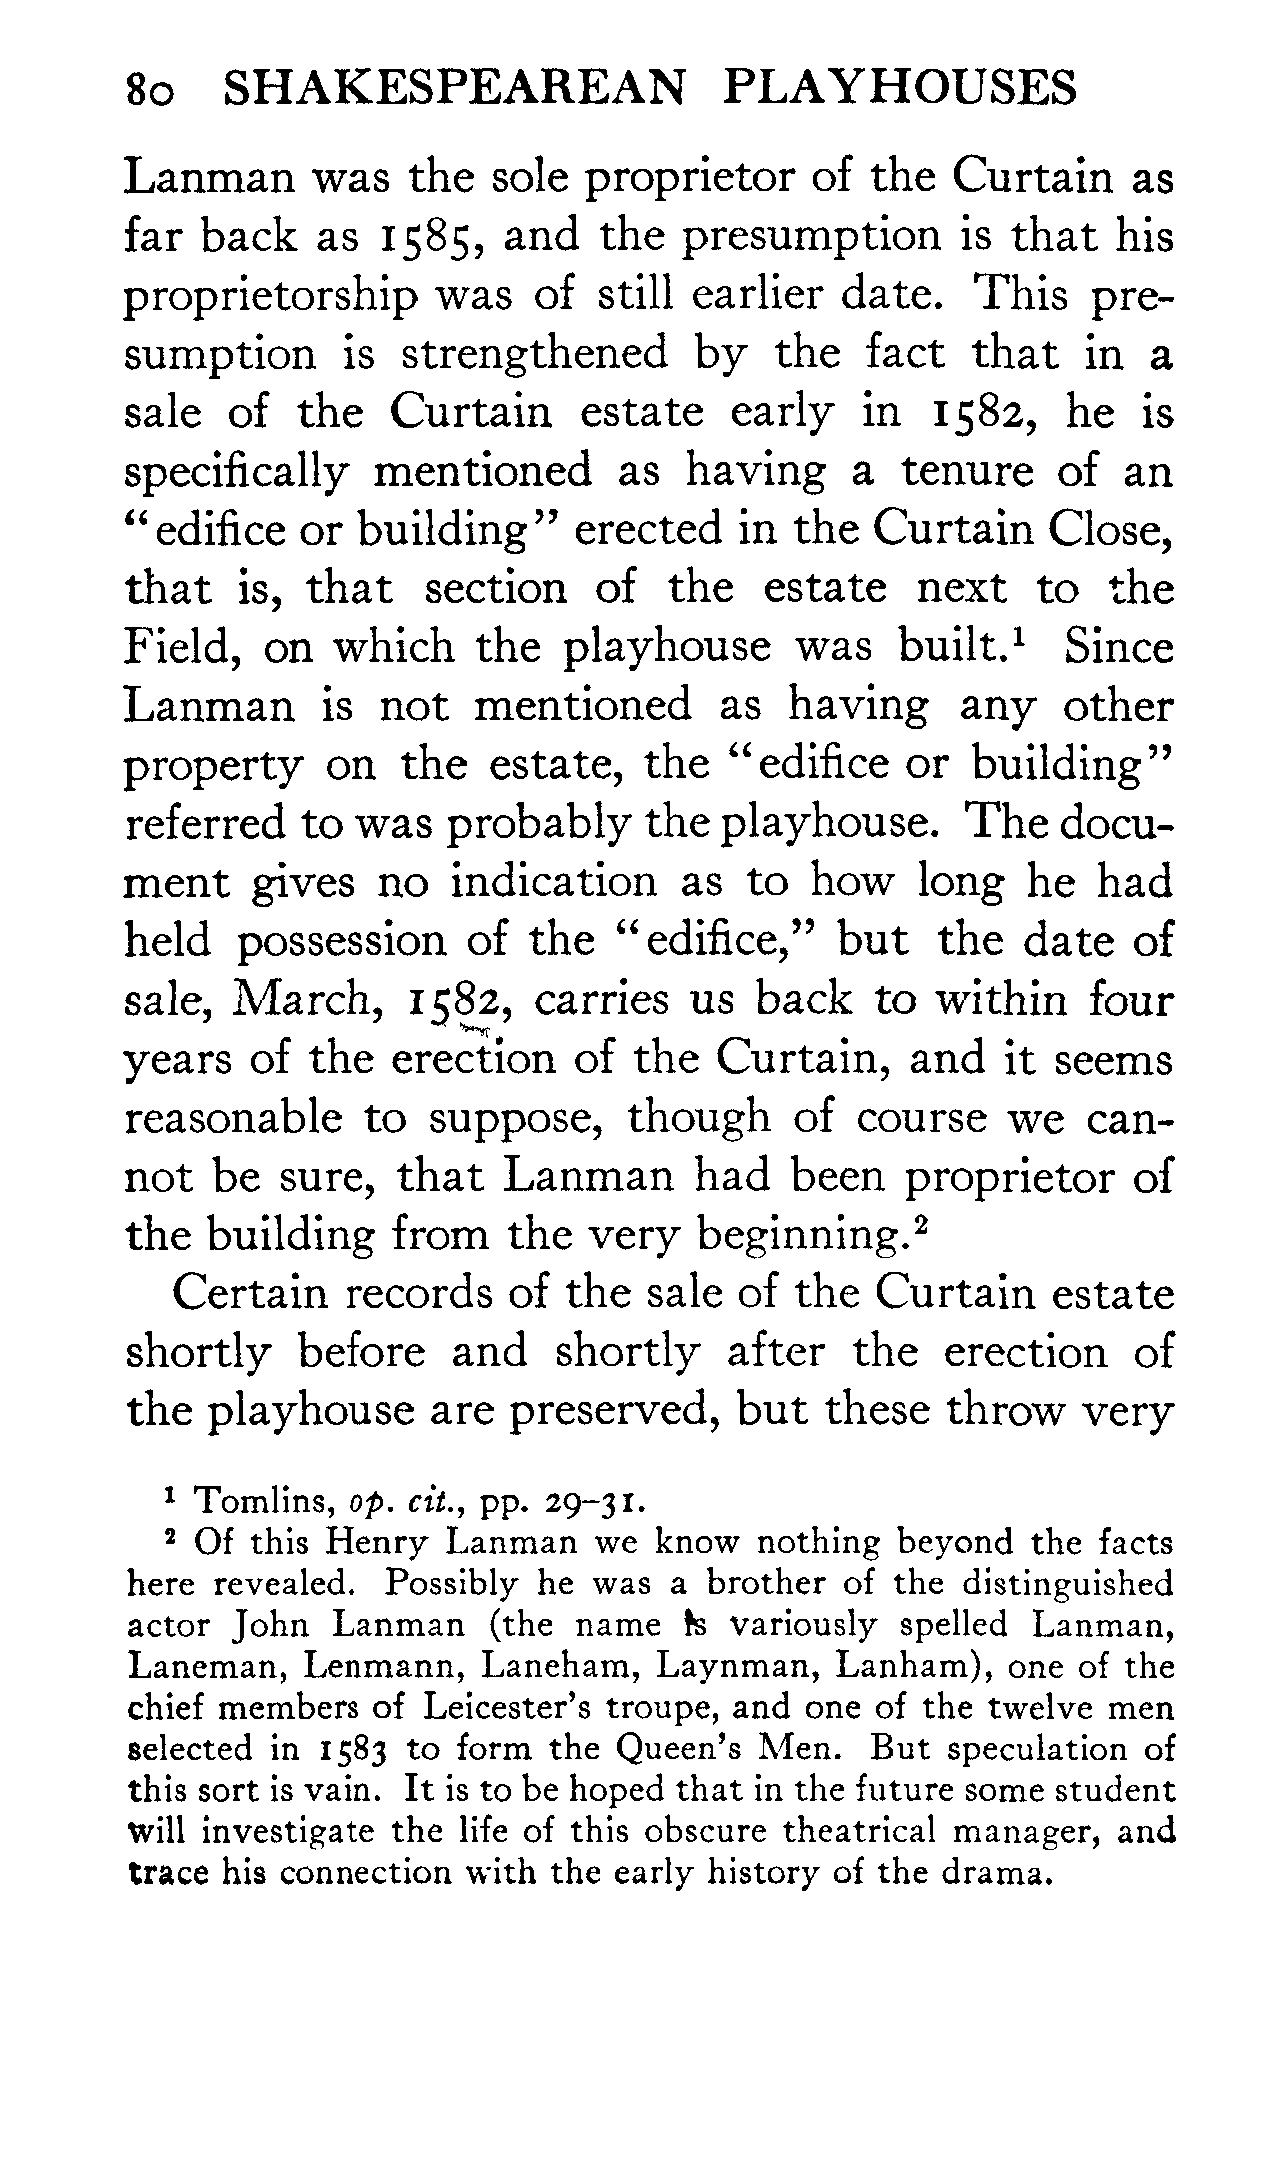 80 SHAKESPEAREAN PLAYHOUSES
Lanman was the sole proprietor of the Curtain as
far back as 1585, and the presumption is that his
proprietorship was of still earlier date. This pre-
sumption is strengthened by the fact that in a
sale of the Curtain estate early in 1582, he is
specifically mentioned as having a tenure of an
“edifice or building” erected in the Curtain Close,
that is, that section of the estate next to the
Field, on which the playhouse was built.¹ Since
Lanman is not mentioned as having any other
property on the estate, the “edifice or building”
referred to was probably the playhouse. The docu-
ment gives no indication as to how long he had
held possession of the “edifice,” but the date of
sale, March, 1582, carries us back to within four
years of the erection of the Curtain, and it seems
reasonable to suppose, though of course we can-
not be sure, that Lanman had been proprietor of
the building from the very beginning.²
Certain records of the sale of the Curtain estate
shortly before and shortly after the erection of
the playhouse are preserved, but these throw very
¹ Tomlins, op. cit., pp. 29–31.
² Of this Henry Lanman we know nothing beyond the facts
here revealed. Possibly he was a brother of the distinguished
actor John Lanman (the name is variously spelled Lanman,
Laneman, Lenmann, Laneham, Laynman, Lanham), one of the
chief members of Leicester’s troupe, and one of the twelve men
selected in 1583 to form the Queen’s Men. But speculation of
this sort is vain. It is to be hoped that in the future some student
will investigate the life of this obscure theatrical manager, and
trace his connection with the early history of the drama.